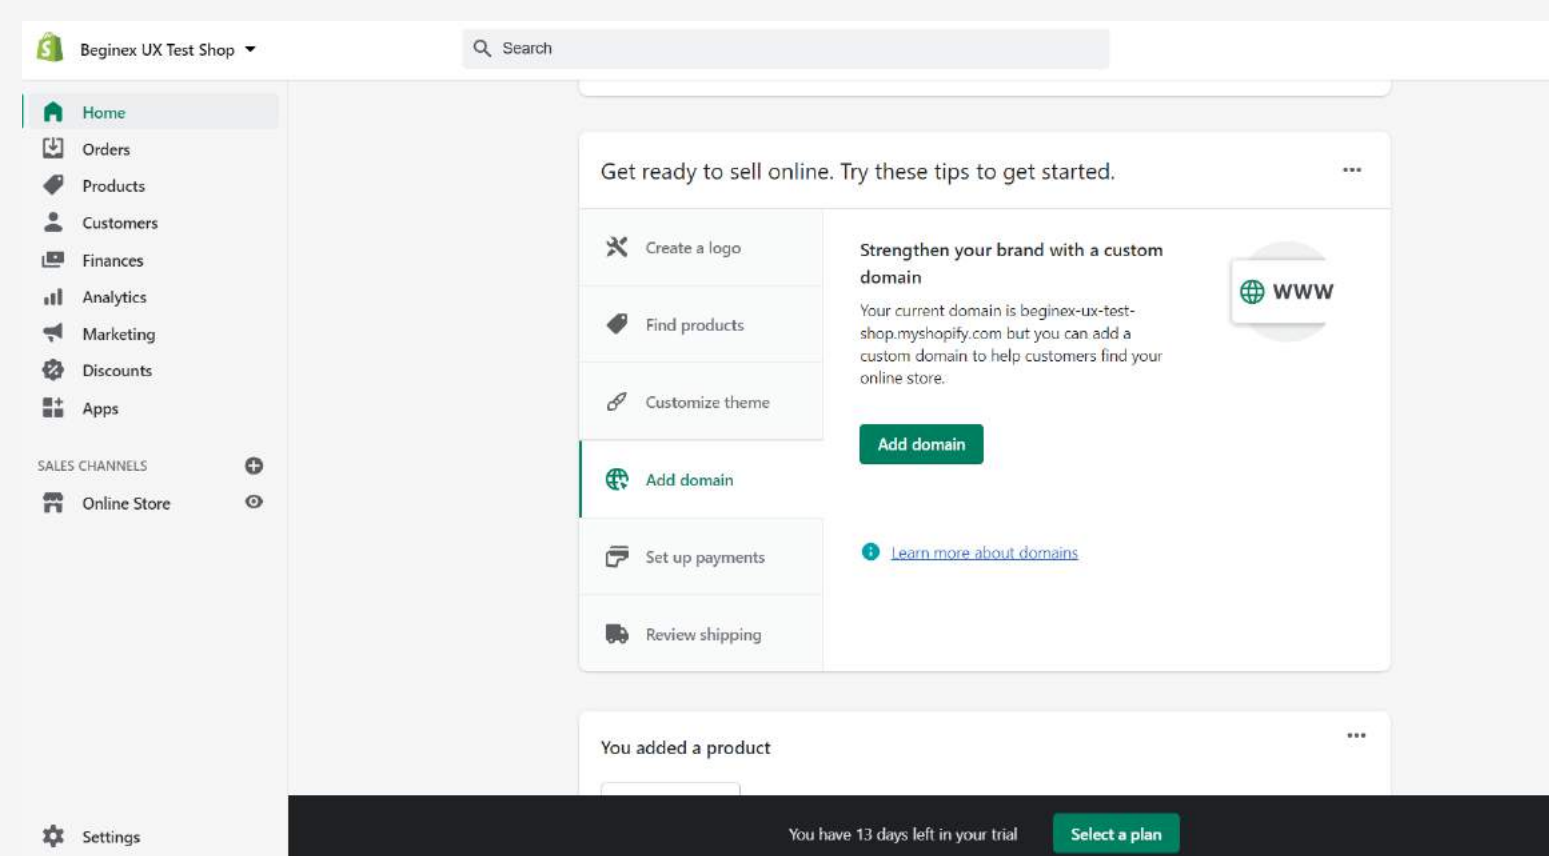 Beginex UX Test Shop
Search
Home
Orders
Products
Customers
Finances
Analytics
Marketing
Discounts
Apps
SALES CHANNELS
Online Store
Settings
Get ready to sell online. Try these tips to get started.
Create a logo
Find products
Customize theme
Add domain
Set up payments
Review shipping
Strengthen your brand with a custom
domain
Your current domain is beginex-ux-test-
shop.myshopify.com but you can add a
custom domain to help customers find your
online store.
Add domain
Learn more about domains
www
You added a product
You have 13 days left in your trial
Select a plan